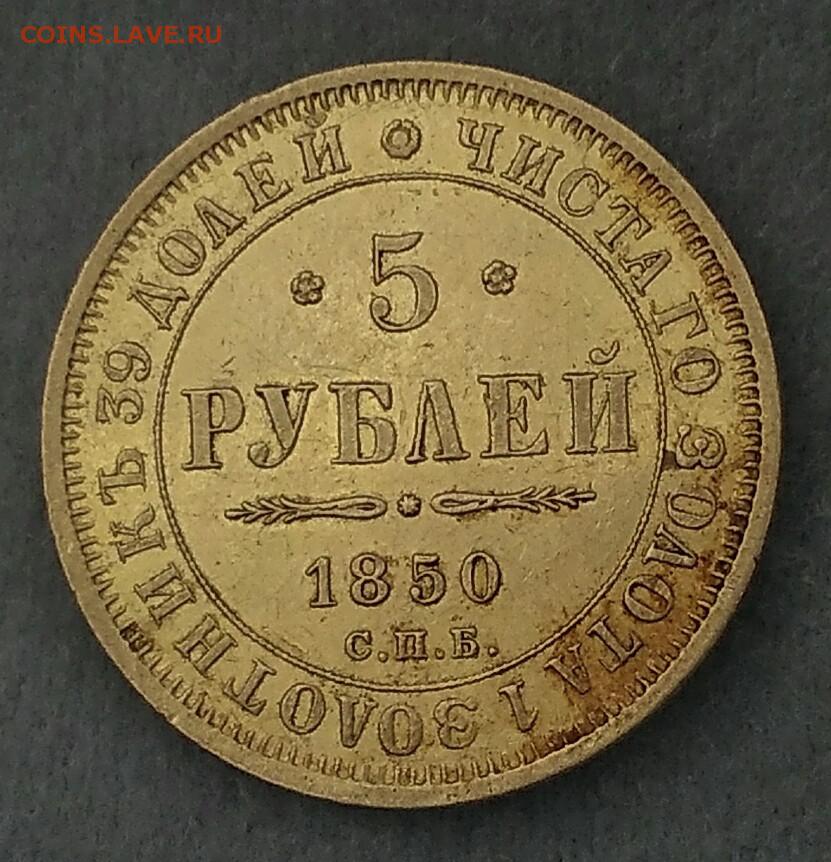 COINS.LAVE.RU
ЧИСТАГО ЗОЛОТА 1 ЗОЛОТНИКЪ 39 ДОЛЕЙ
5
РУБЛЕЙ
1850
С.П.Б.